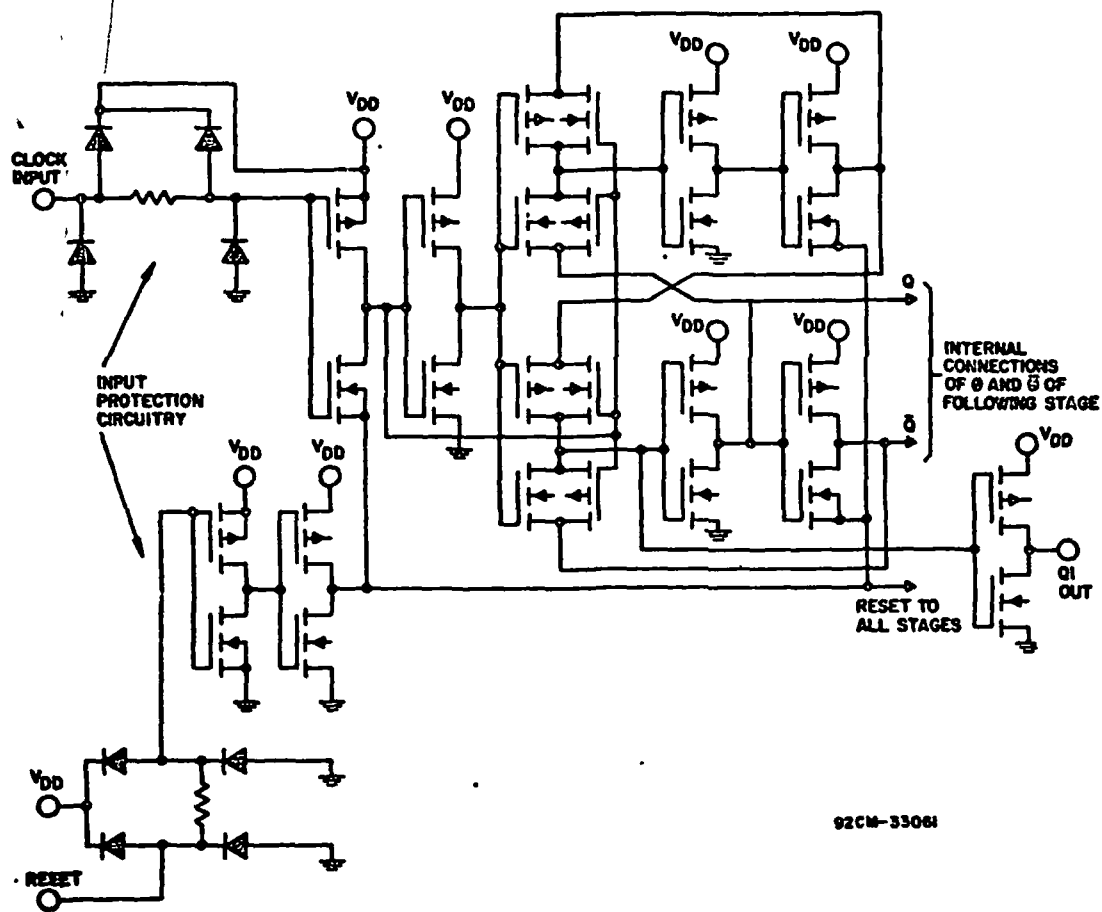 VDD
VDD
CLOCK
INPUT
VDD
VDD
Q
VDD
VDD
INTERNAL
CONNECTIONS
OF Θ AND Q̄ OF
FOLLOWING STAGE
INPUT
PROTECTION
CIRCUITRY
Q̄
VDD
VDD
VDD
Q1
OUT
RESET TO
ALL STAGES
VDD
92CM-33061
RESET